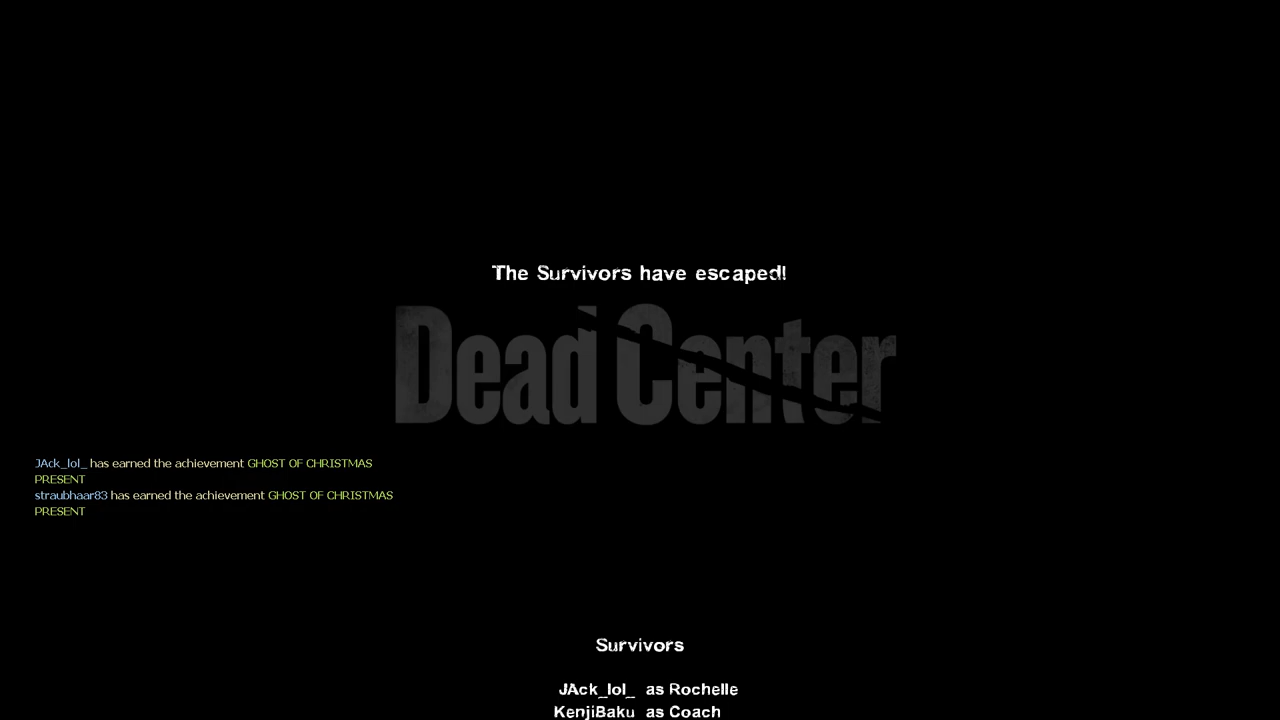 The Survivors have escaped!
Dead Center
JAck_lol_ has earned the achievement GHOST OF CHRISTMAS
PRESENT
straubhaar83 has earned the achievement GHOST OF CHRISTMAS
PRESENT
Survivors
JAck_lol_ as Rochelle
KenjiBaku as Coach